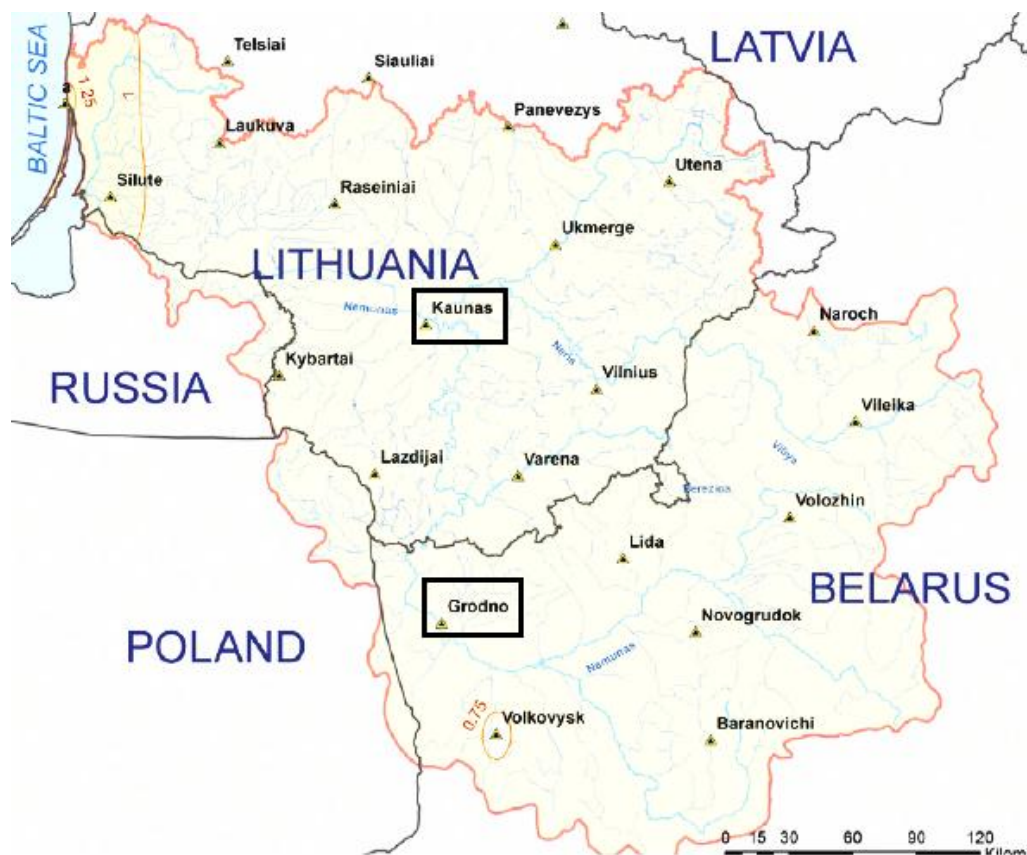 LATVIA
BALTIC SEA
Telsiai
Siauliai
1.25
1
a
Panevezys
Laukuva
Utena
Silute
Raseiniai
Ukmerge
LITHUANIA
Nemunas
Kaunas
Naroch
Neris
Kybartai
Vilnius
RUSSIA
Vileika
Viliya
Lazdijai
Varena
Berezina
Volozhin
Lida
BELARUS
Grodno
Novogrudok
POLAND
Nemunas
0.75
Volkovysk
Baranovichi
0 15 30 60 90 120